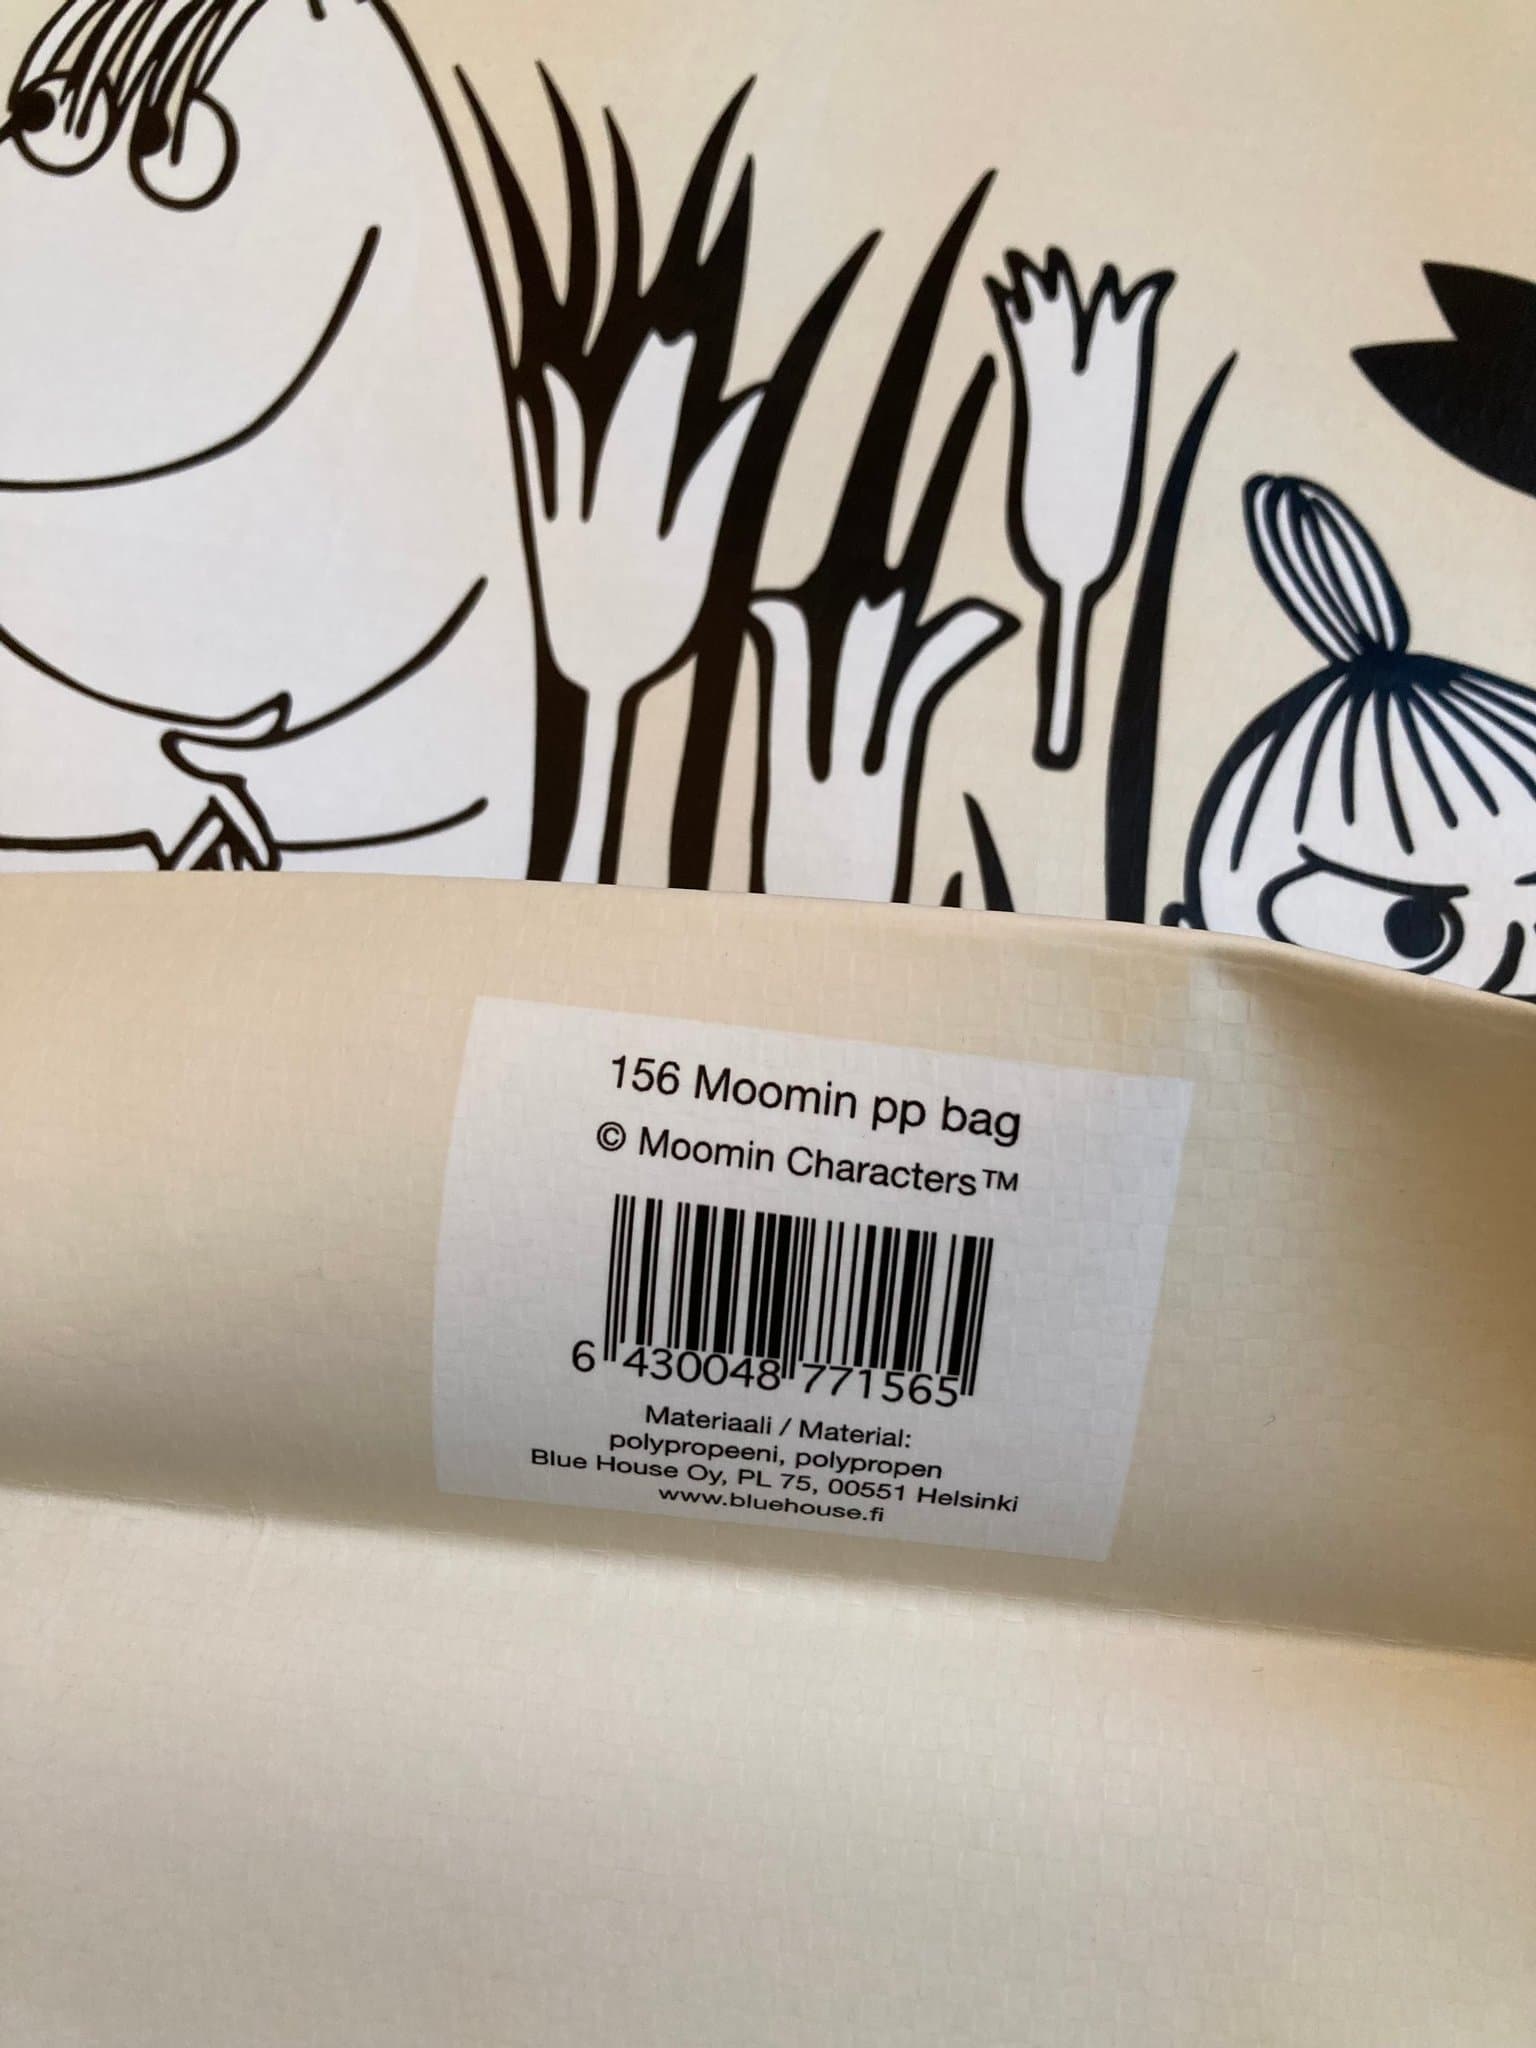 156 Moomin pp bag
© Moomin Characters™
6 430048 771565
Materiaali / Material:
polypropeeni, polypropen
Blue House Oy, PL 75, 00551 Helsinki
www.bluehouse.fi